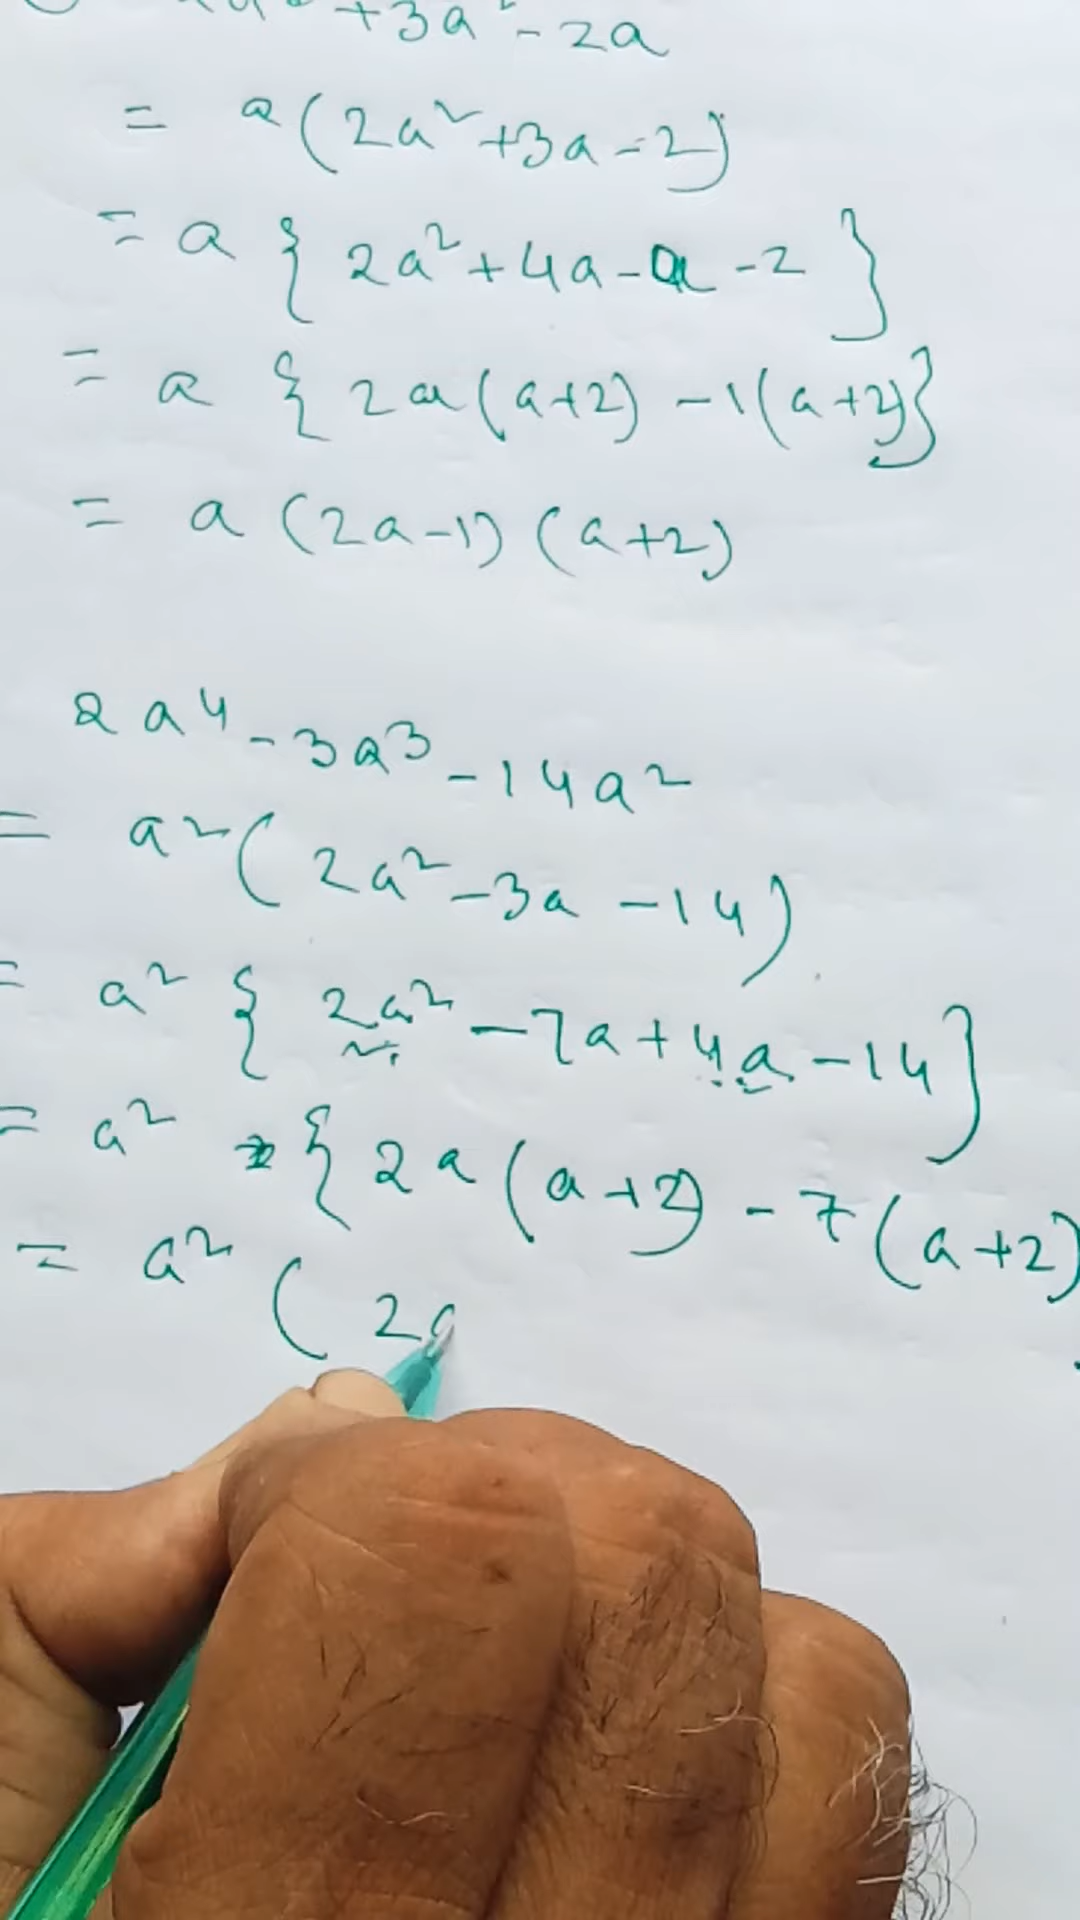 +3a² - 2a
= a(2a²+3a-2)
= a { 2a²+4a-a-2 }
= a { 2a(a+2) -1(a+2)}
= a (2a-1) (a+2)
2a⁴-3a³-14a²
= a²(2a²-3a-14)
= a² { 2a²-7a+4a-14}
= a² {2a(a+2)-7(a+2)
= a² ( 2a